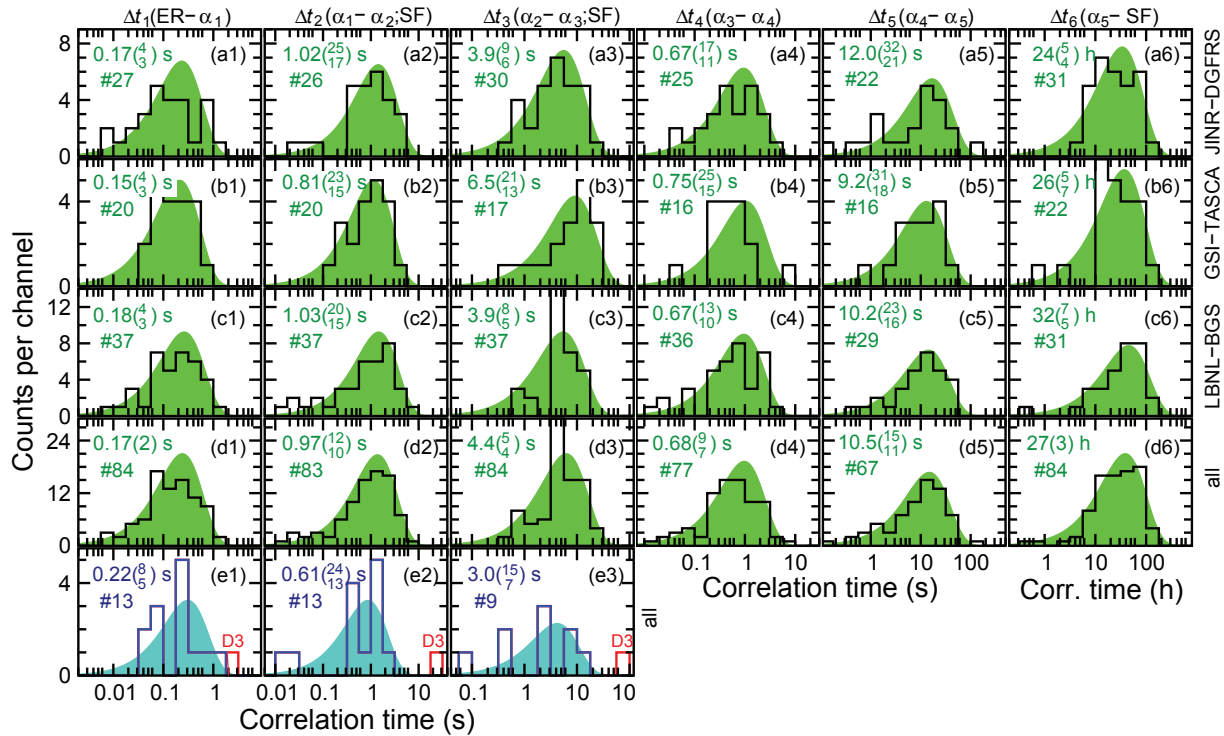 Δt1(ER−α1) Δt2(α1−α2;SF) Δt3(α2−α3;SF) Δt4(α3−α4) Δt5(α4−α5) Δt6(α5−SF)
8 0.17(4 3) s (a1) 1.02(25 17) s (a2) 3.9(9 6) s (a3) 0.67(17 11) s (a4) 12.0(32 21) s (a5) 24(5 4) h (a6)
#27 #26 #30 #25 #22 #31
4
0
JINR−DGFRS
0.15(4 3) s (b1) 0.81(23 15) s (b2) 6.5(21 13) s (b3) 0.75(25 15) s (b4) 9.2(31 18) s (b5) 26(5 7) h (b6)
4 #20 #20 #17 #16 #16 #22
0
GSI−TASCA
12 0.18(4 3) s (c1) 1.03(20 15) s (c2) 3.9(8 5) s (c3) 0.67(13 10) s (c4) 10.2(23 16) s (c5) 32(7 5) h (c6)
8 #37 #37 #37 #36 #29 #31
4
0
LBNL−BGS
24 0.17(2) s (d1) 0.97(12 10) s (d2) 4.4(5 4) s (d3) 0.68(9 7) s (d4) 10.5(15 11) s (d5) 27(3) h (d6)
#84 #83 #84 #77 #67 #84
12
0
all
0.1 1 10 1 10 100 1 10 100
Correlation time (s) Corr. time (h)
4 0.22(8 5) s (e1) 0.61(24 13) s (e2) 3.0(15 7) s (e3)
#13 #13 #9
D3 D3 D3
0
all
0.01 0.1 1 0.01 0.1 1 10 0.1 1 10 100
Correlation time (s)
Counts per channel